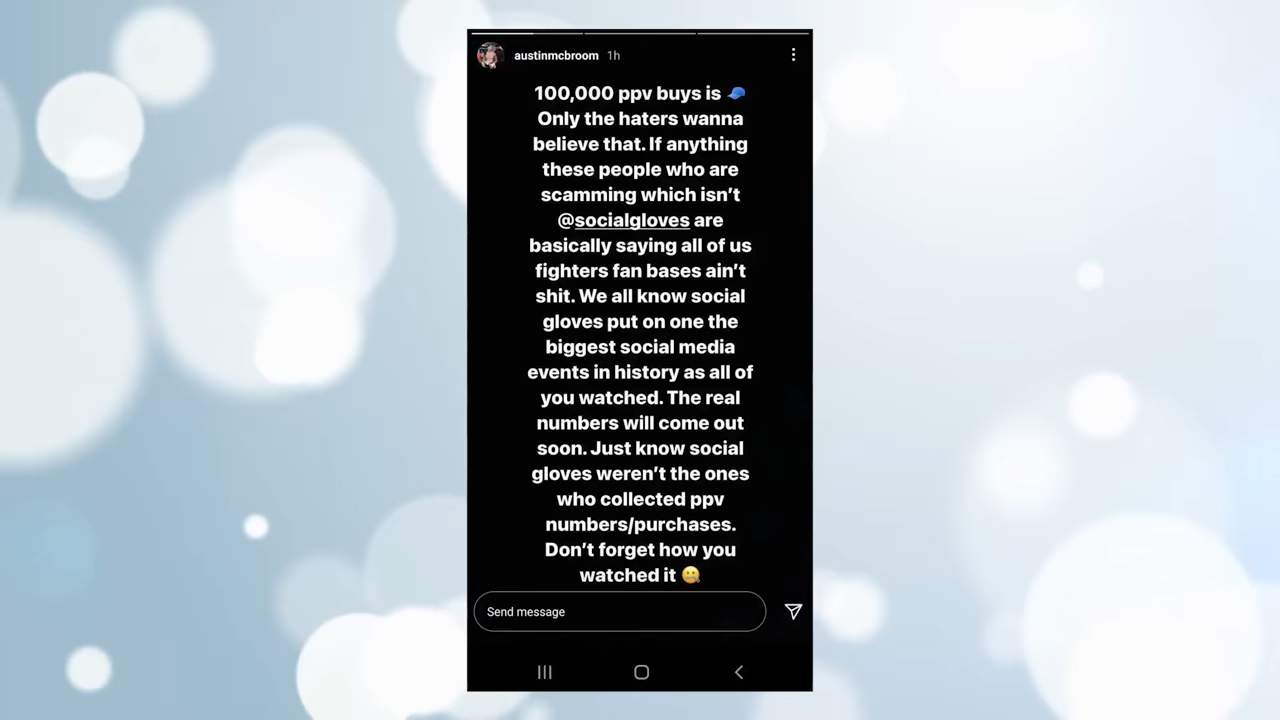 austinmcbroom 1h
100,000 ppv buys is 🧢
Only the haters wanna
believe that. If anything
these people who are
scamming which isn't
@socialgloves are
basically saying all of us
fighters fan bases ain't
shit. We all know social
gloves put on one the
biggest social media
events in history as all of
you watched. The real
numbers will come out
soon. Just know social
gloves weren't the ones
who collected ppv
numbers/purchases.
Don't forget how you
watched it 🤐
Send message